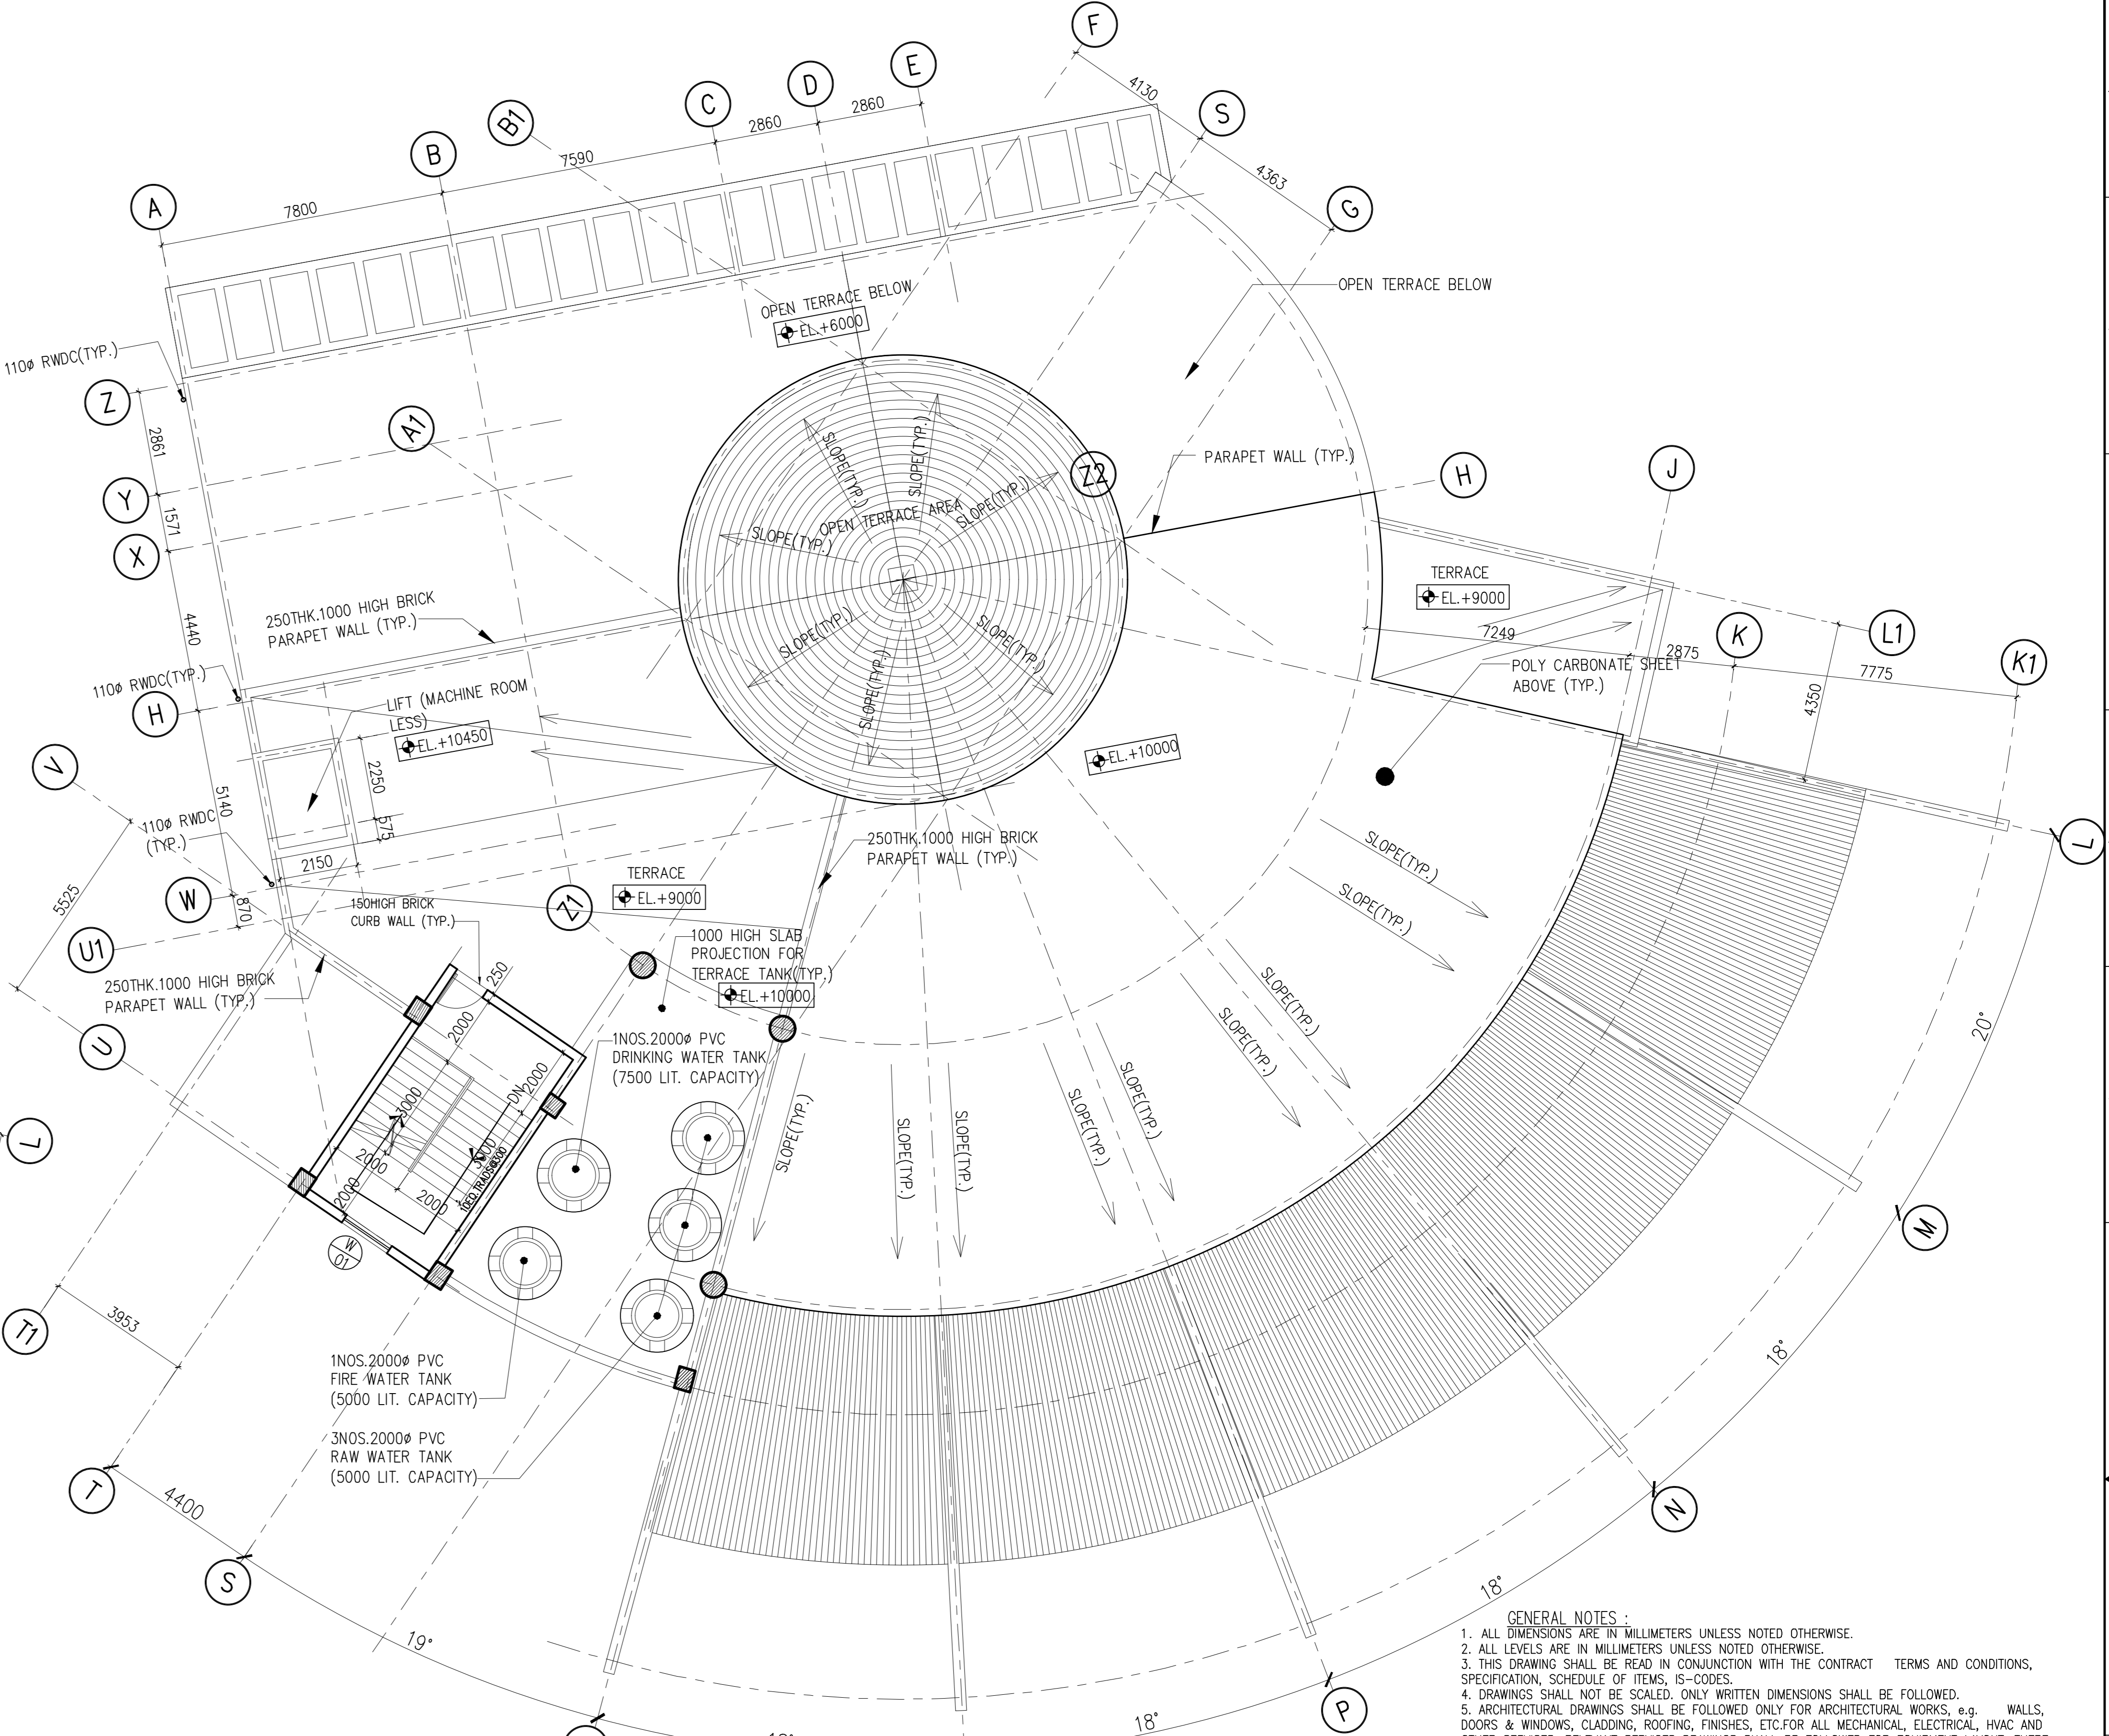 F
E
D
C
B1
B
A
S
G
4130
2860
2860
7590
7800
4363
OPEN TERRACE BELOW
EL.+6000
OPEN TERRACE BELOW
110ø RWDC(TYP.)
Z
2861
Y
1571
X
4440
A1
SLOPE(TYP.)
SLOPE(TYP.)
SLOPE(TYP.)
SLOPE(TYP.)
OPEN TERRACE AREA
SLOPE(TYP.)
SLOPE(TYP.)
SLOPE(TYP.)
Z2
PARAPET WALL (TYP.)
H
J
TERRACE
EL.+9000
7249
2875
K
L1
K1
7775
4350
POLY CARBONATE SHEET
ABOVE (TYP.)
250THK.1000 HIGH BRICK
PARAPET WALL (TYP.)
110ø RWDC(TYP.)
H
LIFT (MACHINE ROOM
LESS)
EL.+10450
EL.+10000
V
5140
2250
575
2150
110ø RWDC
(TYP.)
W
870
U1
5525
150HIGH BRICK
CURB WALL (TYP.)
Z1
TERRACE
EL.+9000
250THK.1000 HIGH BRICK
PARAPET WALL (TYP.)
1000 HIGH SLAB
PROJECTION FOR
TERRACE TANK(TYP.)
EL.+10000
250THK.1000 HIGH BRICK
PARAPET WALL (TYP.)
250
2000
2000
DN
3000
3000
10EQ.TRADS@300
2000
2000
2000
W
01
U
L
1NOS.2000ø PVC
DRINKING WATER TANK
(7500 LIT. CAPACITY)
SLOPE(TYP.)
SLOPE(TYP.)
SLOPE(TYP.)
SLOPE(TYP.)
SLOPE(TYP.)
SLOPE(TYP.)
SLOPE(TYP.)
SLOPE(TYP.)
SLOPE(TYP.)
L
20°
M
18°
N
18°
P
18°
19°
T1
3953
T
4400
S
1NOS.2000ø PVC
FIRE WATER TANK
(5000 LIT. CAPACITY)
3NOS.2000ø PVC
RAW WATER TANK
(5000 LIT. CAPACITY)
GENERAL NOTES :
1. ALL DIMENSIONS ARE IN MILLIMETERS UNLESS NOTED OTHERWISE.
2. ALL LEVELS ARE IN MILLIMETERS UNLESS NOTED OTHERWISE.
3. THIS DRAWING SHALL BE READ IN CONJUNCTION WITH THE CONTRACT TERMS AND CONDITIONS,
SPECIFICATION, SCHEDULE OF ITEMS, IS-CODES.
4. DRAWINGS SHALL NOT BE SCALED. ONLY WRITTEN DIMENSIONS SHALL BE FOLLOWED.
5. ARCHITECTURAL DRAWINGS SHALL BE FOLLOWED ONLY FOR ARCHITECTURAL WORKS, e.g. WALLS,
DOORS & WINDOWS, CLADDING, ROOFING, FINISHES, ETC.FOR ALL MECHANICAL, ELECTRICAL, HVAC AND